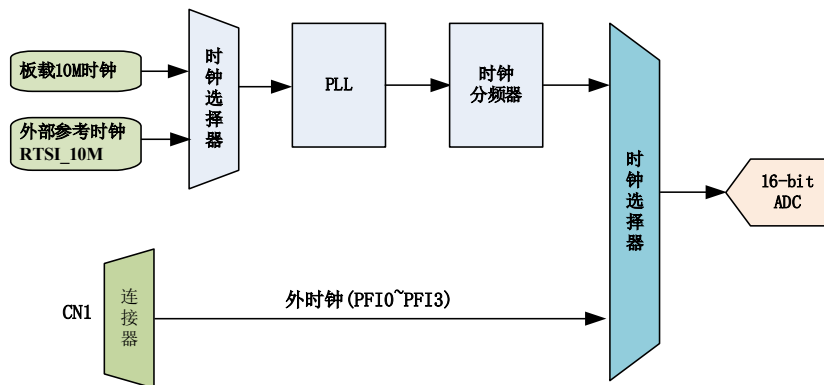 板载10M时钟
外部参考时钟
RTSI_10M
时钟选择器
PLL
时钟
分频器
时钟选择器
16-bit
ADC
CN1
连接器
外时钟(PFI0~PFI3)